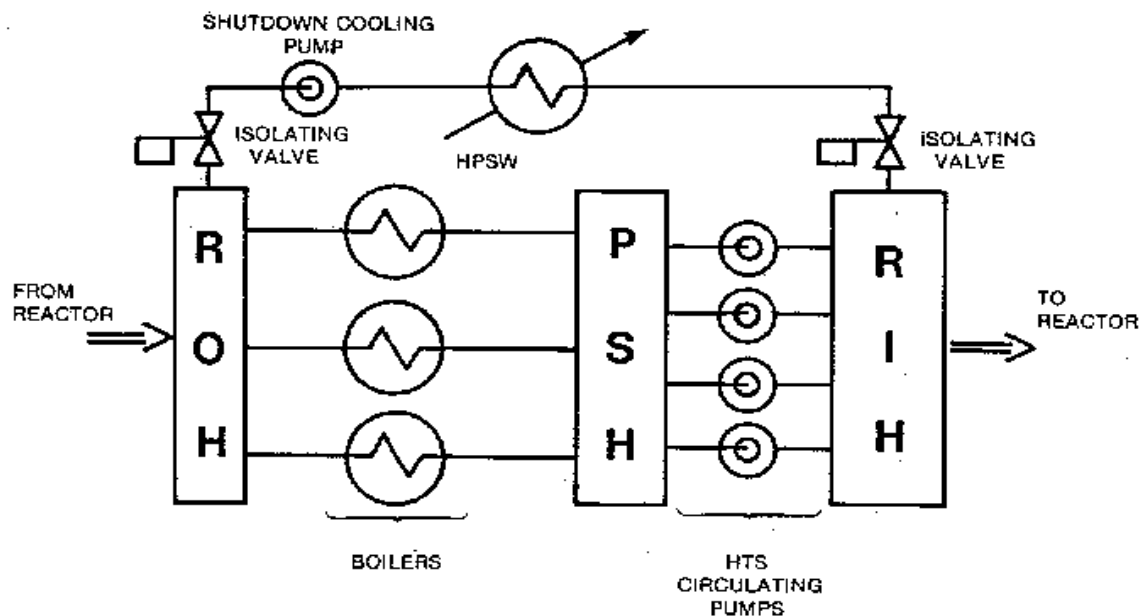 SHUTDOWN COOLING
PUMP
ISOLATING
VALVE
HPSW
ISOLATING
VALVE
R
O
H
P
S
H
R
I
H
FROM
REACTOR
TO
REACTOR
BOILERS
HTS
CIRCULATING
PUMPS